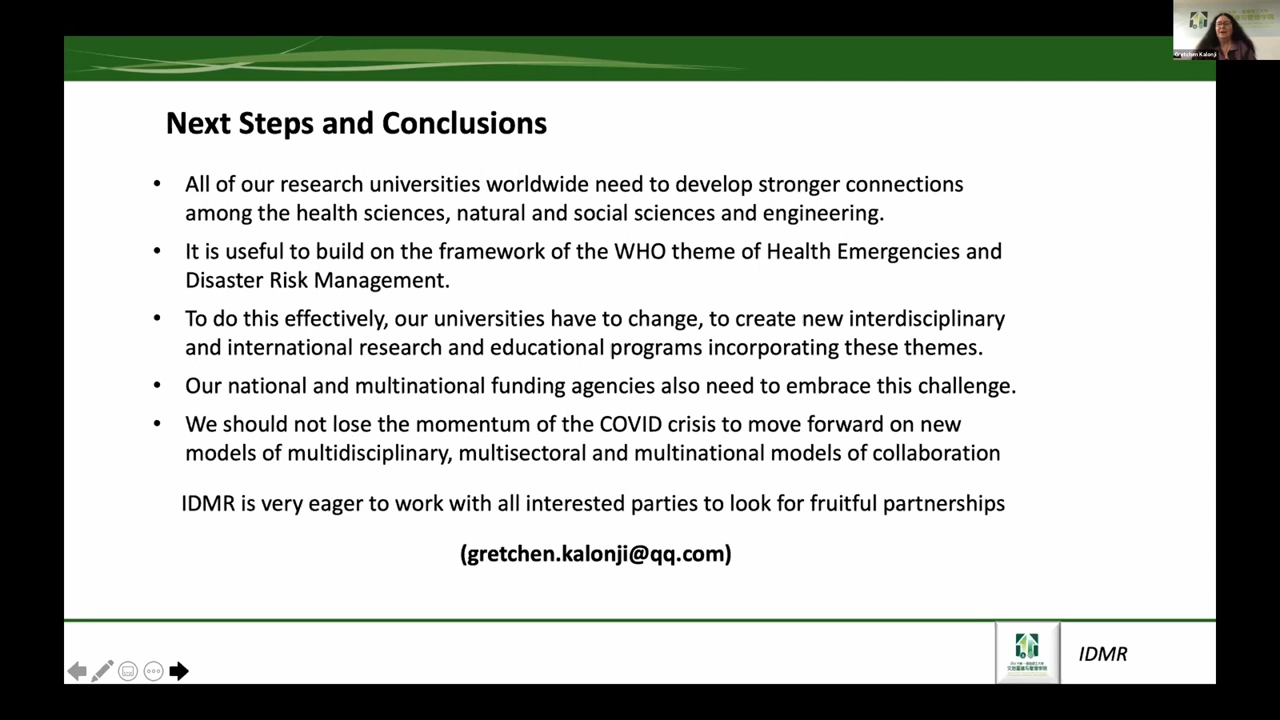 Gretchen Kalonji
Next Steps and Conclusions
• All of our research universities worldwide need to develop stronger connections
among the health sciences, natural and social sciences and engineering.
• It is useful to build on the framework of the WHO theme of Health Emergencies and
Disaster Risk Management.
• To do this effectively, our universities have to change, to create new interdisciplinary
and international research and educational programs incorporating these themes.
• Our national and multinational funding agencies also need to embrace this challenge.
• We should not lose the momentum of the COVID crisis to move forward on new
models of multidisciplinary, multisectoral and multinational models of collaboration
IDMR is very eager to work with all interested parties to look for fruitful partnerships
(gretchen.kalonji@qq.com)
IDMR